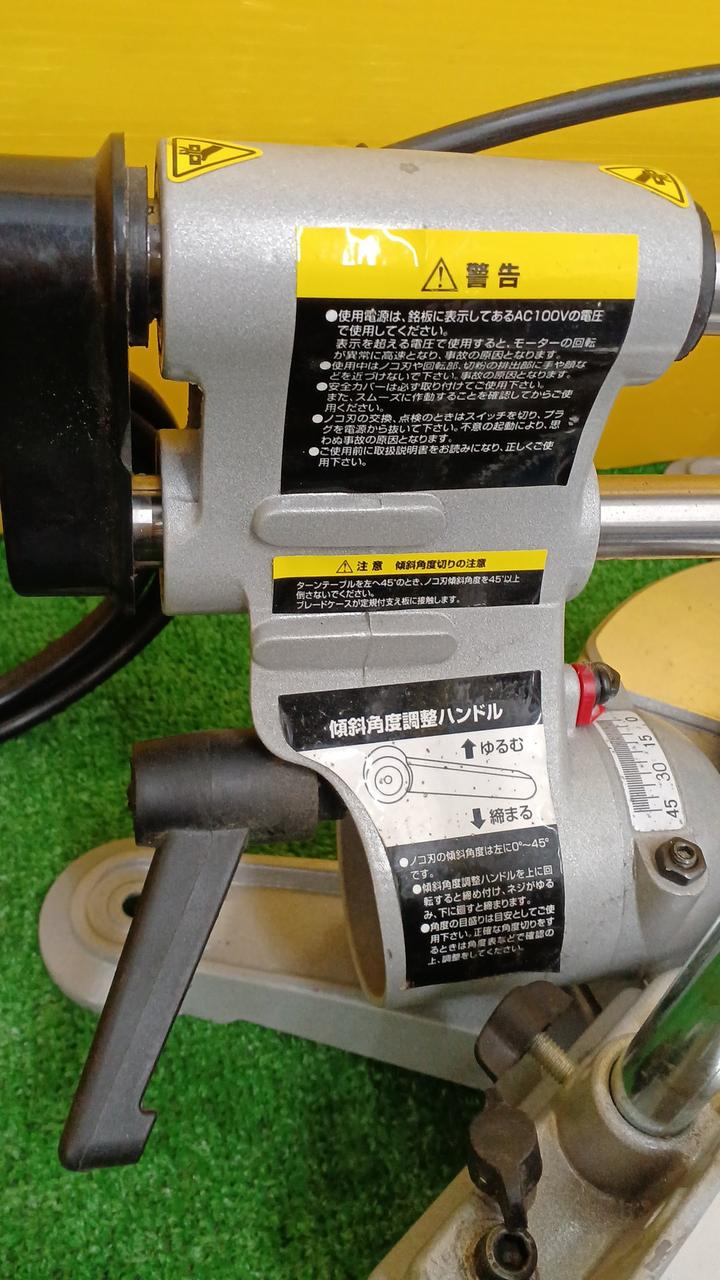 警告
●使用電源は、銘板に表示してあるAC100Vの電圧
で使用してください。
表示を超える電圧で使用すると、モーターの回転
が異常に高速となり、事故の原因となります。
●使用中はノコ刃や回転部、切粉の排出部に手や顔な
どを近づけないで下さい。事故の原因となります。
●安全カバーは必ず取り付けてご使用下さい。
また、スムーズに作動することを確認してからご使
用ください。
●ノコ刃の交換、点検のときはスイッチを切り、プラ
グを電源から抜いて下さい。不意の起動により、思
わぬ事故の原因となります。
●ご使用前に取扱説明書をお読みになり、正しくご使
用下さい。
注意 傾斜角度切りの注意
ターンテーブルを左へ45°のとき、ノコ刃傾斜角度を45°以上
倒さないでください。
ブレードケースが定規付支え板に接触します。
傾斜角度調整ハンドル
ゆるむ
締まる
●ノコ刃の傾斜角度は左に0°〜45°
です。
●傾斜角度調整ハンドルを上に回
転すると締め付け、ネジがゆる
み、下に廻すと締まります。
●角度の目盛りは目安としてご使
用下さい。正確な角度切りをす
るときは角度表などで確認の
上、調整をしてください。
0
15
30
45